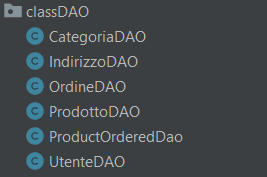 classDAO
C CategoriaDAO
C IndirizzoDAO
C OrdineDAO
C ProdottoDAO
C ProductOrderedDao
C UtenteDAO